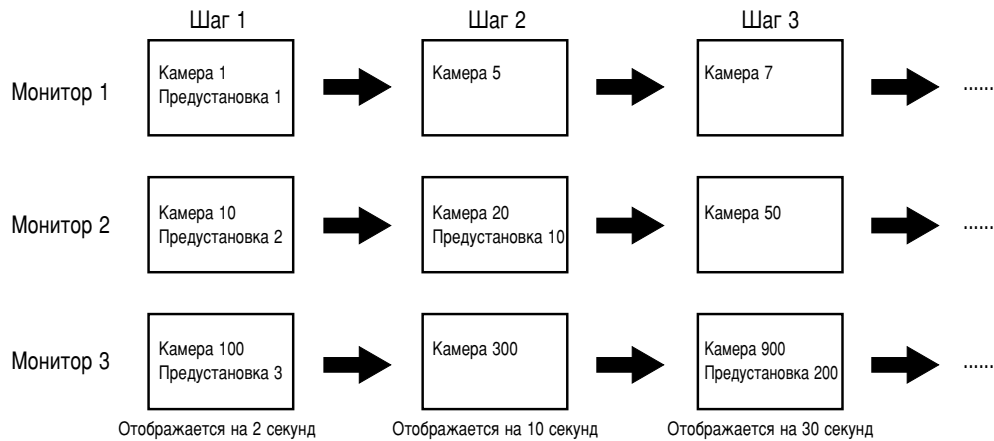 Шаг 1
Шаг 2
Шаг 3
Монитор 1
Камера 1
Предустановка 1
Камера 5
Камера 7
......
Монитор 2
Камера 10
Предустановка 2
Камера 20
Предустановка 10
Камера 50
......
Монитор 3
Камера 100
Предустановка 3
Камера 300
Камера 900
Предустановка 200
......
Отображается на 2 секунд
Отображается на 10 секунд
Отображается на 30 секунд